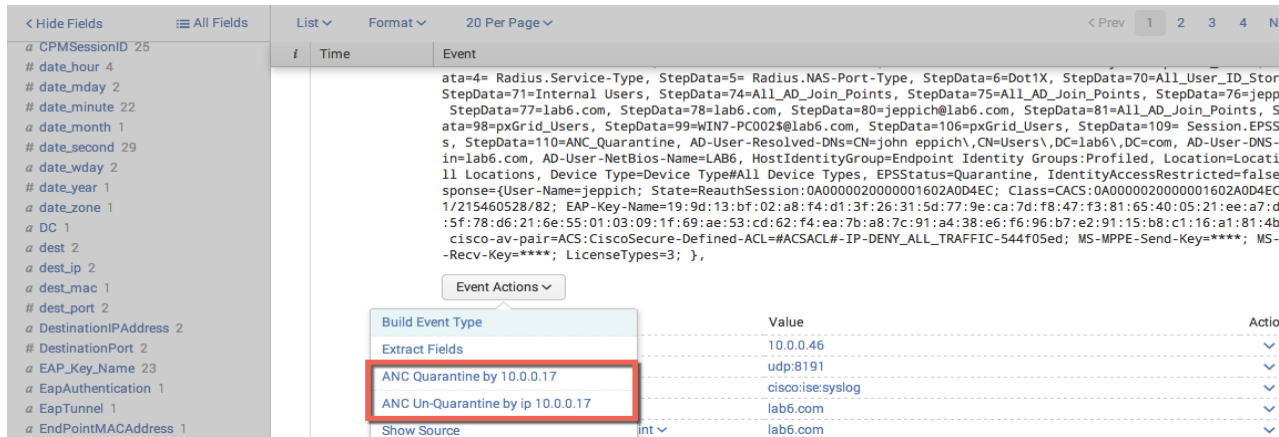 < Hide Fields
All Fields
List
Format
20 Per Page
< Prev
1
2
3
4
i
Time
Event
a CPMSessionID 25
# date_hour 4
# date_mday 2
# date_minute 22
a date_month 1
# date_second 29
a date_wday 2
# date_year 1
a date_zone 1
a DC 1
a dest 2
a dest_ip 2
a dest_mac 1
# dest_port 2
a DestinationIPAddress 2
# DestinationPort 2
a EAP_Key_Name 23
a EapAuthentication 1
a EapTunnel 1
a EndPointMACAddress 1
ata=4= Radius.Service-Type, StepData=5= Radius.NAS-Port-Type, StepData=6=Dot1X, StepData=70=All_User_ID_Stor
StepData=71=Internal Users, StepData=74=All_AD_Join_Points, StepData=75=All_AD_Join_Points, StepData=76=jepp
StepData=77=lab6.com, StepData=78=lab6.com, StepData=80=jeppich@lab6.com, StepData=81=All_AD_Join_Points, S
ata=98=pxGrid_Users, StepData=99=WIN7-PC002$@lab6.com, StepData=106=pxGrid_Users, StepData=109= Session.EPSS
s, StepData=110=ANC_Quarantine, AD-User-Resolved-DNs=CN=john eppich\,CN=Users\,DC=lab6\,DC=com, AD-User-DNS-
in=lab6.com, AD-User-NetBios-Name=LAB6, HostIdentityGroup=Endpoint Identity Groups:Profiled, Location=Locati
ll Locations, Device Type=Device Type#All Device Types, EPSStatus=Quarantine, IdentityAccessRestricted=false
sponse={User-Name=jeppich; State=ReauthSession:0A0000020000001602A0D4EC; Class=CACS:0A0000020000001602A0D4EC
1/215460528/82; EAP-Key-Name=19:9d:13:bf:02:a8:f4:d1:3f:26:31:5d:77:9e:ca:7d:f8:47:f3:81:65:40:05:21:ee:a7:d
:5f:78:d6:21:6e:55:01:03:09:1f:69:ae:53:cd:62:f4:ea:7b:a8:7c:91:a4:38:e6:f6:96:b7:e2:91:15:b8:c1:16:a1:81:4b
cisco-av-pair=ACS:CiscoSecure-Defined-ACL=#ACSACL#-IP-DENY_ALL_TRAFFIC-544f05ed; MS-MPPE-Send-Key=****; MS-
-Recv-Key=****; LicenseTypes=3; },
Event Actions
Build Event Type
Extract Fields
ANC Quarantine by 10.0.0.17
ANC Un-Quarantine by ip 10.0.0.17
Show Source
int
Value
Actio
10.0.0.46
udp:8191
cisco:ise:syslog
lab6.com
lab6.com